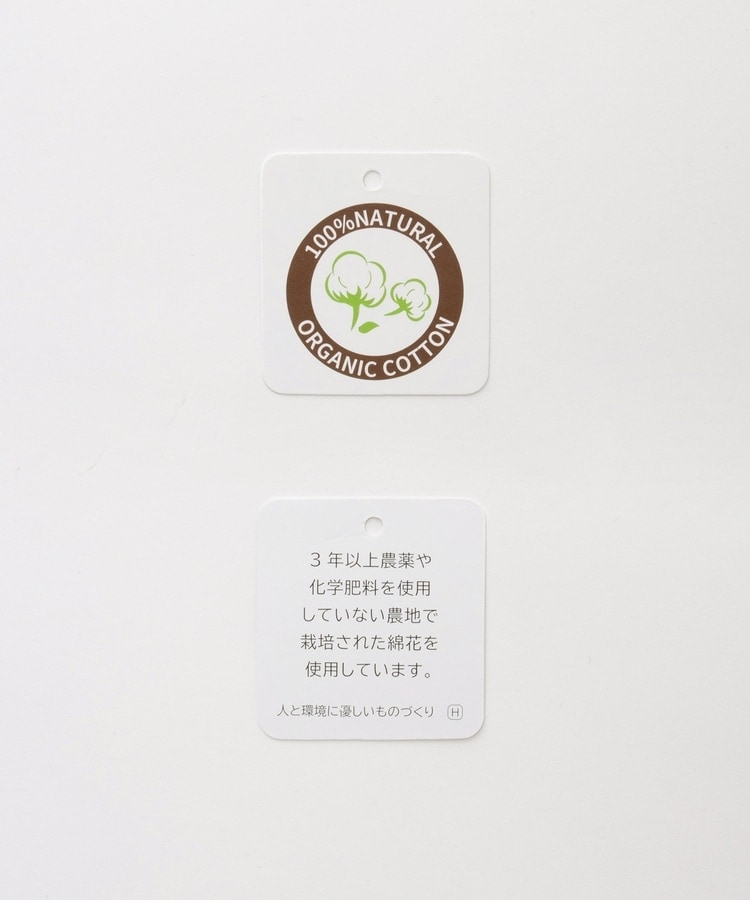 100%NATURAL
ORGANIC COTTON
3年以上農薬や
化学肥料を使用
していない農地で
栽培された綿花を
使用しています。
人と環境に優しいものづくり H